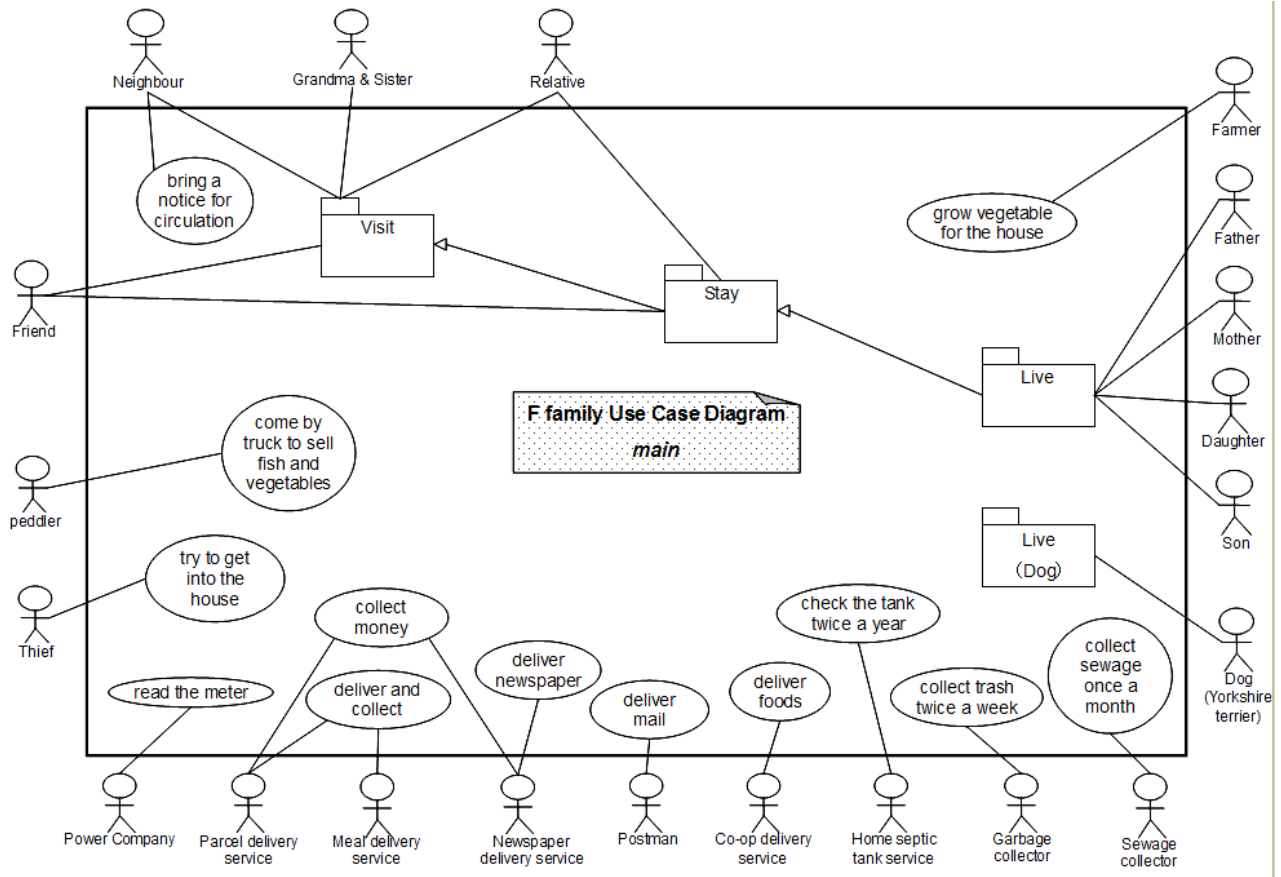 Neighbour
Grandma & Sister
Relative
Farmer
bring a
notice for
circulation
Visit
grow vegetable
for the house
Father
Stay
Friend
Mother
Live
F family Use Case Diagram
main
come by
truck to sell
fish and
vegetables
Daughter
peddler
Son
Live
(Dog)
try to get
into the
house
Thief
collect
money
check the tank
twice a year
collect
sewage
once a
month
Dog
(Yorkshire
terrier)
read the meter
deliver and
collect
deliver
newspaper
deliver
mail
deliver
foods
collect trash
twice a week
Power Company
Parcel delivery
service
Meal delivery
service
Newspaper
delivery service
Postman
Co-op delivery
service
Home septic
tank service
Garbage
collector
Sewage
collector